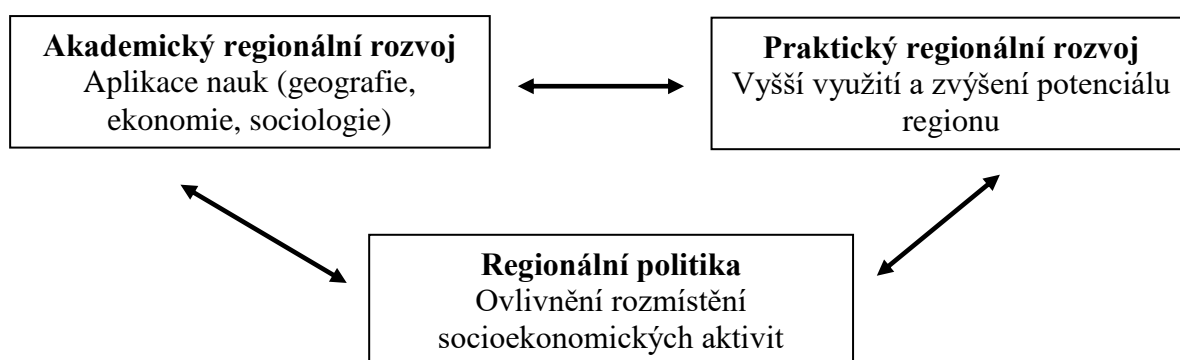 Akademický regionální rozvoj
Aplikace nauk (geografie,
ekonomie, sociologie)
Praktický regionální rozvoj
Vyšší využití a zvýšení potenciálu
regionu
Regionální politika
Ovlivnění rozmístění
socioekonomických aktivit